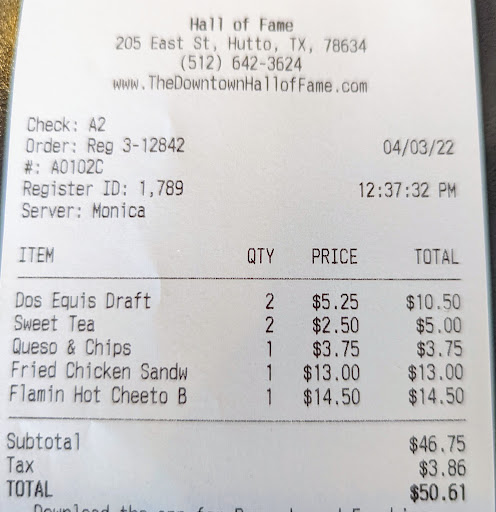 Hall of Fame
205 East St, Hutto, TX, 78634
(512) 642-3624
www.TheDowntownHallofFame.com
Check: A2
Order: Reg 3-12842 04/03/22
#: A0102C
Register ID: 1,789 12:37:32 PM
Server: Monica
ITEM QTY PRICE TOTAL
Dos Equis Draft 2 $5.25 $10.50
Sweet Tea 2 $2.50 $5.00
Queso & Chips 1 $3.75 $3.75
Fried Chicken Sandw 1 $13.00 $13.00
Flamin Hot Cheeto B 1 $14.50 $14.50
Subtotal $46.75
Tax $3.86
TOTAL $50.61
Download the app for